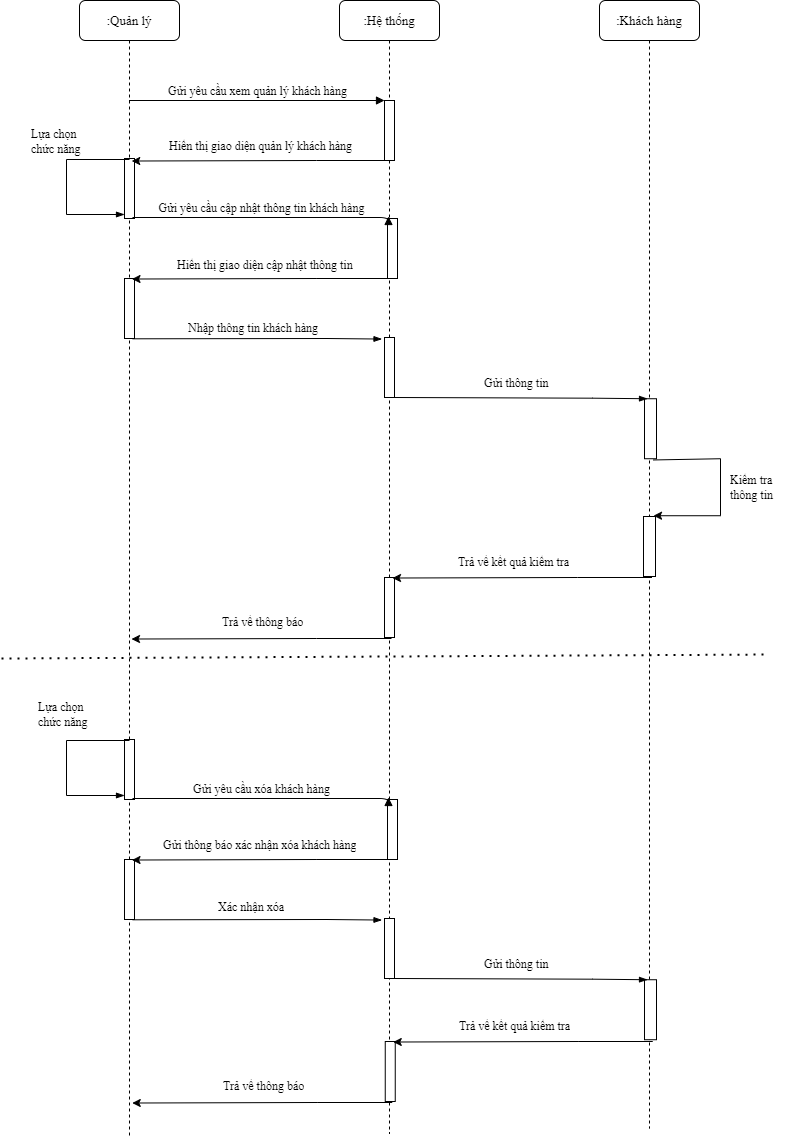 :Quản lý
:Hệ thống
:Khách hàng
Gửi yêu cầu xem quản lý khách hàng
Lựa chọn
chức năng
Hiển thị giao diện quản lý khách hàng
Gửi yêu cầu cập nhật thông tin khách hàng
Hiển thị giao diện cập nhật thông tin
Nhập thông tin khách hàng
Gửi thông tin
Kiểm tra
thông tin
Trả về kết quả kiểm tra
Trả về thông báo
Lựa chọn
chức năng
Gửi yêu cầu xóa khách hàng
Gửi thông báo xác nhận xóa khách hàng
Xác nhận xóa
Gửi thông tin
Trả về kết quả kiểm tra
Trả về thông báo